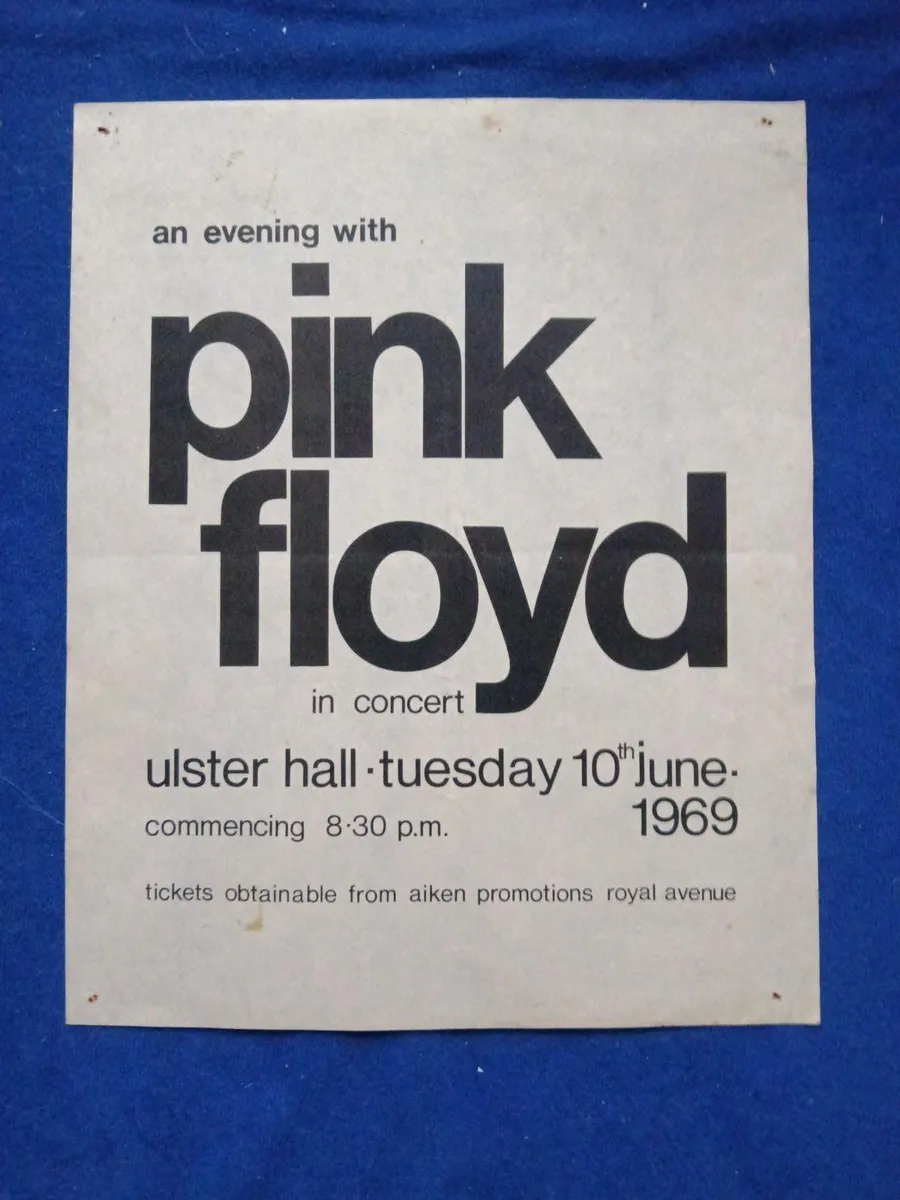 an evening with
pink
floyd
in concert
ulster hall·tuesday 10th june·
1969
commencing 8·30 p.m.
tickets obtainable from aiken promotions royal avenue